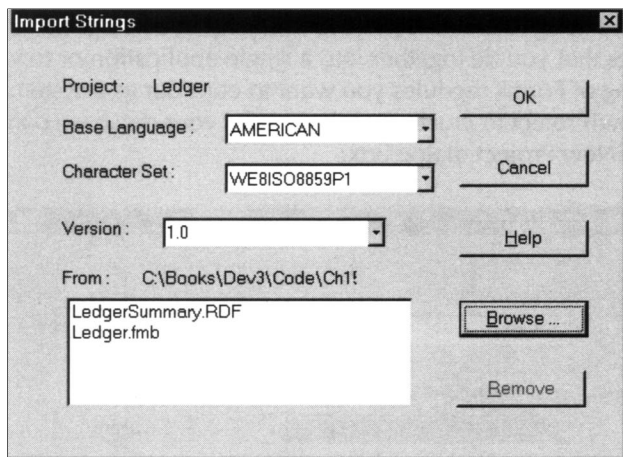 Import Strings
Project: Ledger
OK
Base Language: AMERICAN
Character Set: WE8ISO8859P1
Cancel
Version: 1.0
Help
From: C:\Books\Dev3\Code\Ch1
LedgerSummary.RDF
Ledger.fmb
Browse ...
Remove